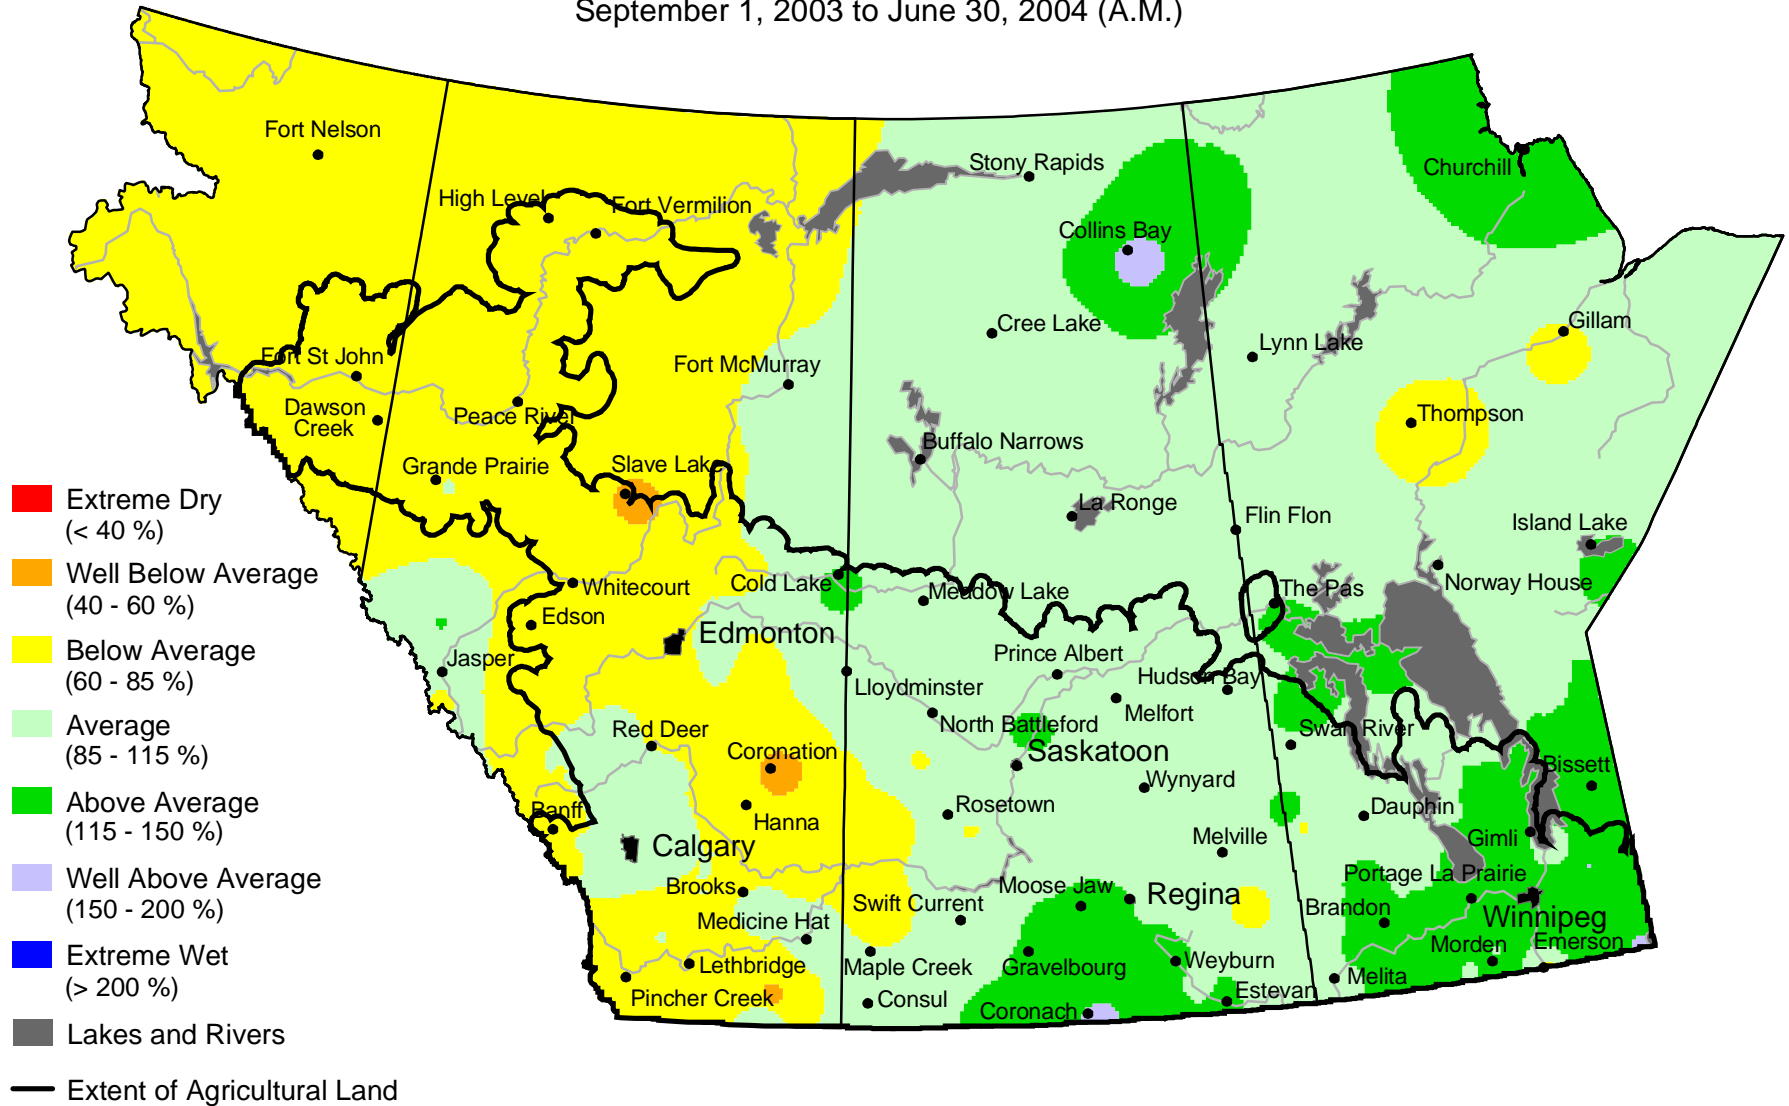 September 1, 2003 to June 30, 2004 (A.M.)
Fort Nelson
Churchill
Stony Rapids
High Level
Fort Vermilion
Collins Bay
Gillam
Cree Lake
Lynn Lake
Fort St John
Fort McMurray
Dawson
Creek
Peace River
Thompson
Buffalo Narrows
Grande Prairie
Slave Lake
La Ronge
Flin Flon
Island Lake
Whitecourt
Cold Lake
Meadow Lake
The Pas
Norway House
Edson
Edmonton
Jasper
Prince Albert
Hudson Bay
Lloydminster
Melfort
North Battleford
Red Deer
Swan River
Coronation
Saskatoon
Bissett
Wynyard
Banff
Hanna
Rosetown
Dauphin
Calgary
Melville
Gimli
Portage La Prairie
Brooks
Moose Jaw
Regina
Swift Current
Brandon
Medicine Hat
Winnipeg
Morden
Emerson
Lethbridge
Maple Creek
Gravelbourg
Weyburn
Melita
Pincher Creek
Consul
Coronach
Estevan
Extreme Dry
(< 40 %)
Well Below Average
(40 - 60 %)
Below Average
(60 - 85 %)
Average
(85 - 115 %)
Above Average
(115 - 150 %)
Well Above Average
(150 - 200 %)
Extreme Wet
(> 200 %)
Lakes and Rivers
Extent of Agricultural Land